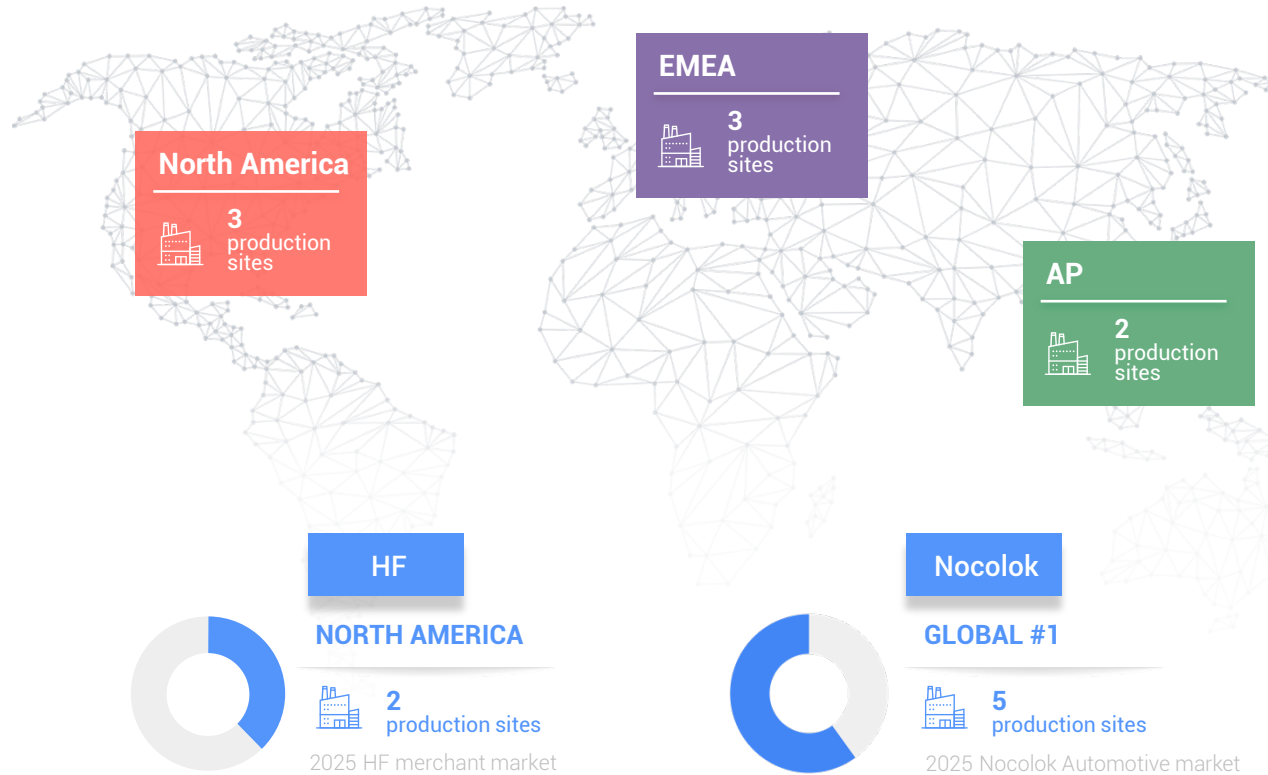 EMEA
3
production
sites
North America
3
production
sites
AP
2
production
sites
HF
NORTH AMERICA
2
production sites
2025 HF merchant market
Nocolok
GLOBAL #1
5
production sites
2025 Nocolok Automotive market